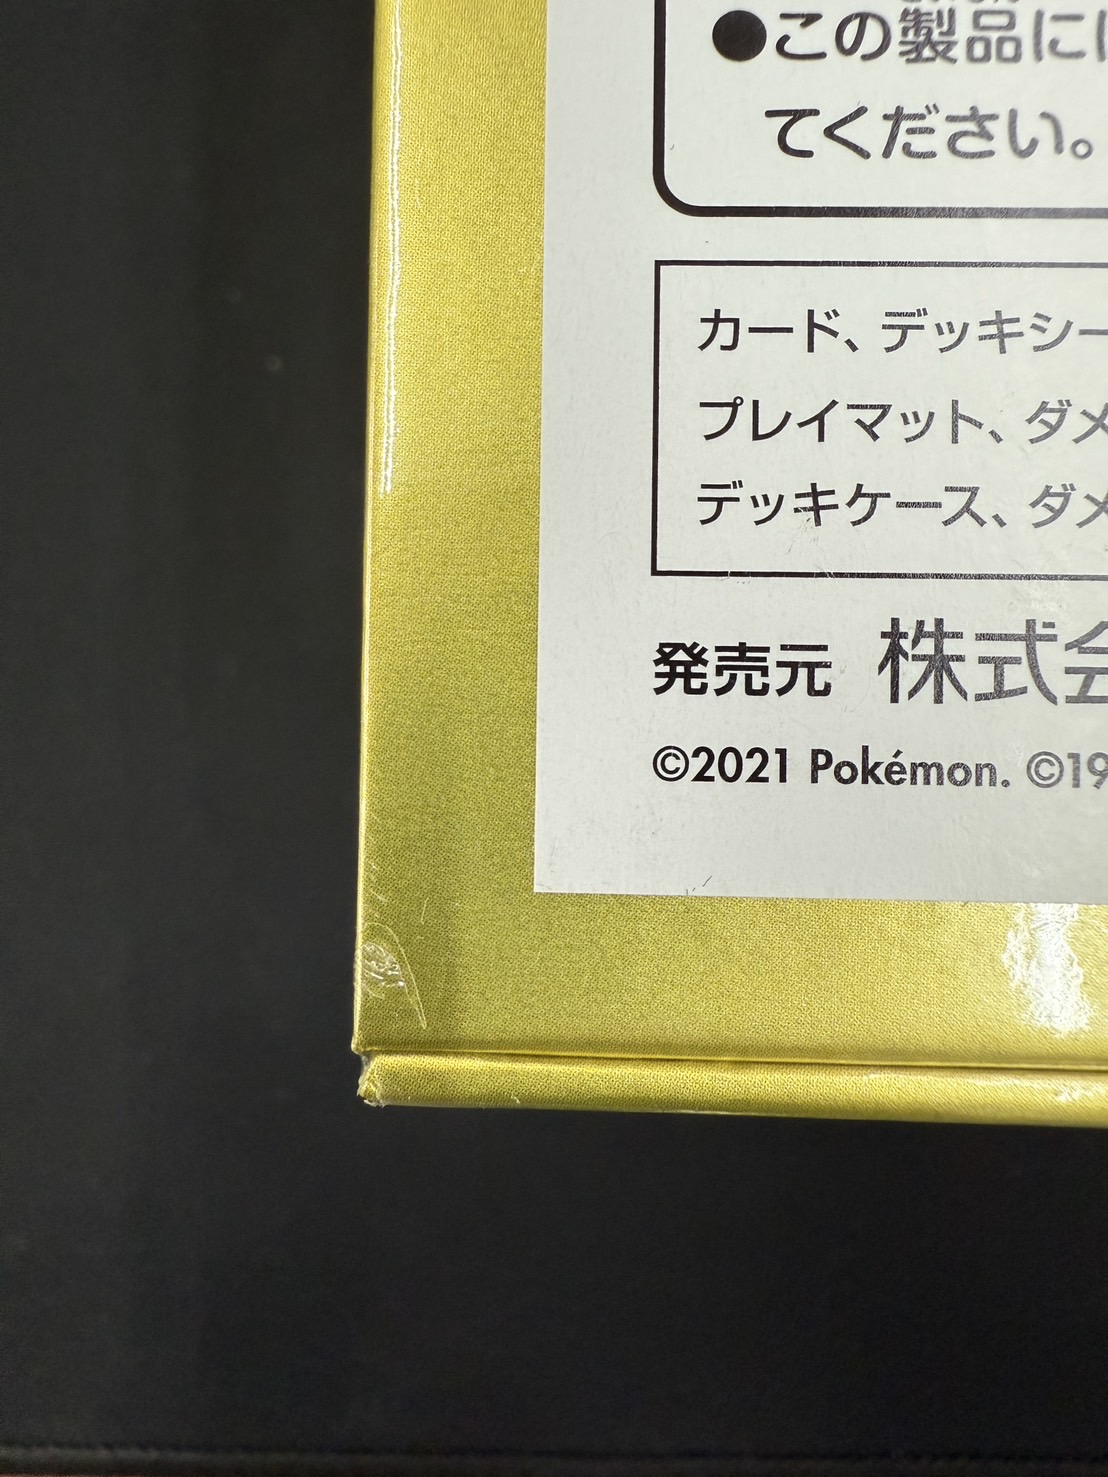 ●この製品に
てください。
カード、デッキシー
プレイマット、ダメ
デッキケース、ダメ
発売元 株式会
©2021 Pokémon. ©19